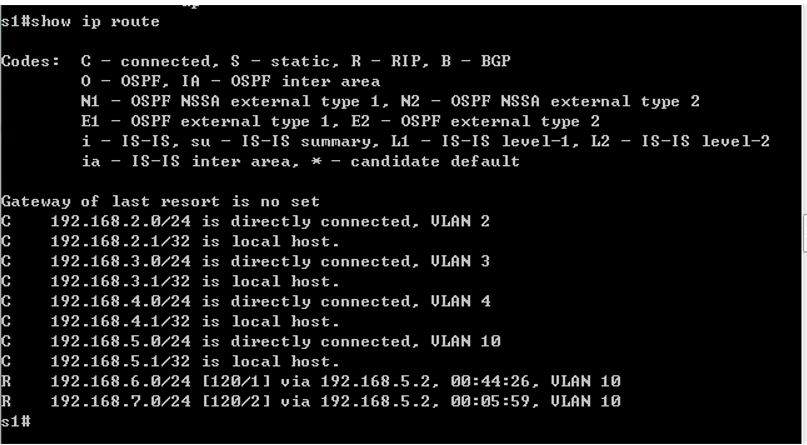 s1#show ip route
Codes:  C - connected, S - static, R - RIP, B - BGP
        O - OSPF, IA - OSPF inter area
        N1 - OSPF NSSA external type 1, N2 - OSPF NSSA external type 2
        E1 - OSPF external type 1, E2 - OSPF external type 2
        i - IS-IS, su - IS-IS summary, L1 - IS-IS level-1, L2 - IS-IS level-2
        ia - IS-IS inter area, * - candidate default
Gateway of last resort is no set
C    192.168.2.0/24 is directly connected, VLAN 2
C    192.168.2.1/32 is local host.
C    192.168.3.0/24 is directly connected, VLAN 3
C    192.168.3.1/32 is local host.
C    192.168.4.0/24 is directly connected, VLAN 4
C    192.168.4.1/32 is local host.
C    192.168.5.0/24 is directly connected, VLAN 10
C    192.168.5.1/32 is local host.
R    192.168.6.0/24 [120/1] via 192.168.5.2, 00:44:26, VLAN 10
R    192.168.7.0/24 [120/2] via 192.168.5.2, 00:05:59, VLAN 10
s1#